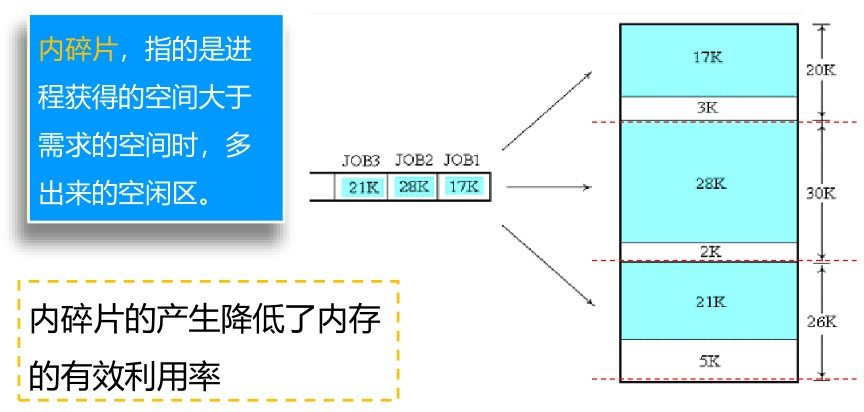 内碎片，指的是进
程获得的空间大于
需求的空间时，多
出来的空闲区。
内碎片的产生降低了内存
的有效利用率
JOB3 JOB2 JOB1
21K 28K 17K
17K
3K
20K
28K
2K
30K
21K
5K
26K